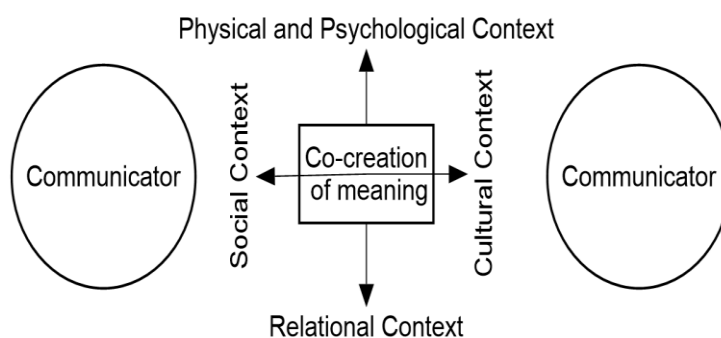 Physical and Psychological Context
Communicator
Social Context
Co-creation
of meaning
Cultural Context
Communicator
Relational Context